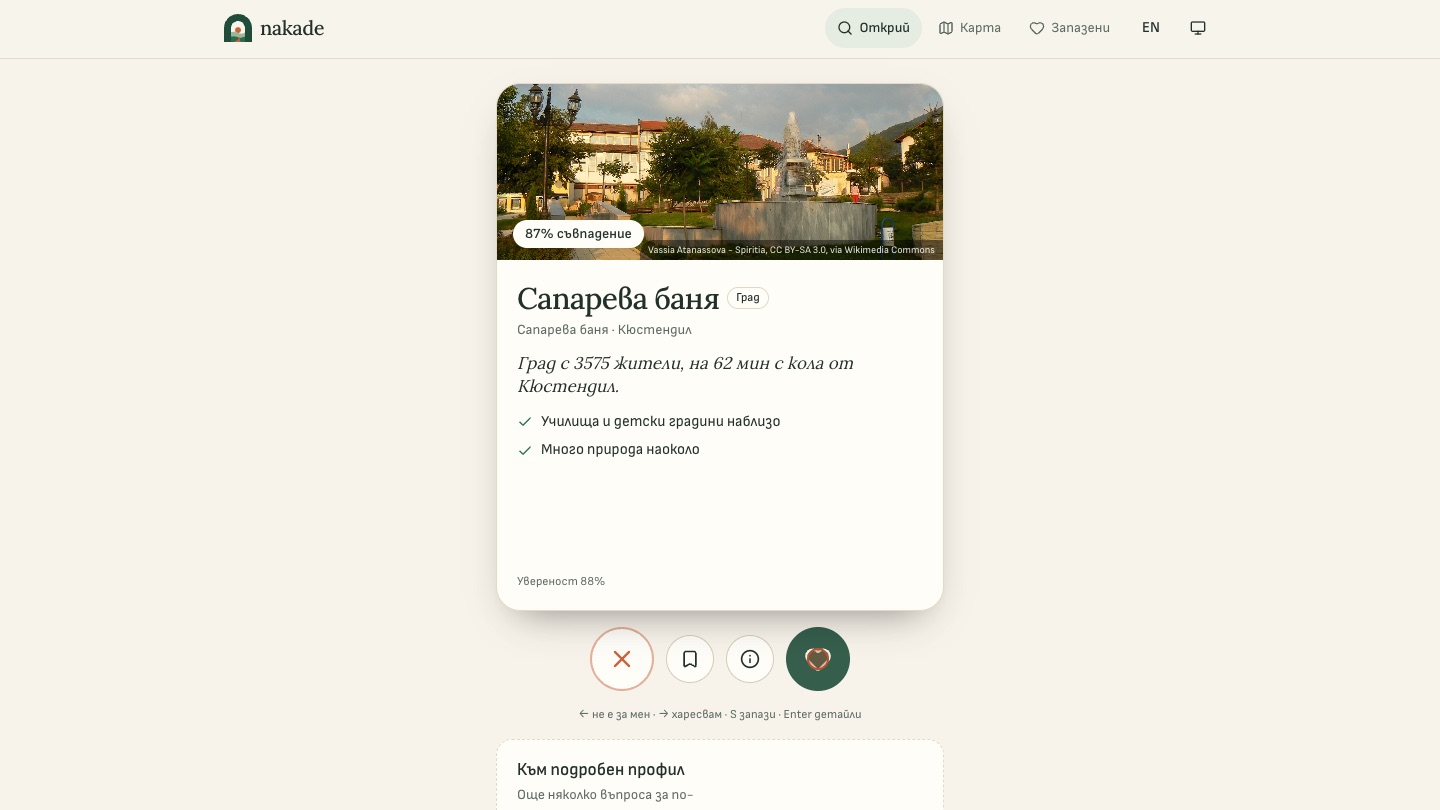 nakade
Открий
Карта
Запазени
EN
87% съвпадение
Vassia Atanassova - Spiritia, CC BY-SA 3.0, via Wikimedia Commons
Сапарева баня
Град
Сапарева баня · Кюстендил
Град с 3575 жители, на 62 мин с кола от
Кюстендил.
Училища и детски градини наблизо
Много природа наоколо
Увереност 88%
← не е за мен · → харесвам · S запази · Enter детайли
Към подробен профил
Още няколко въпроса за по-